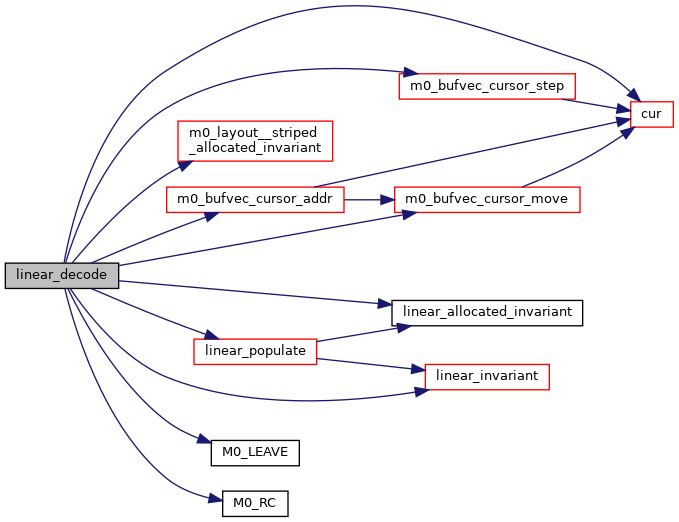 m0_bufvec_cursor_step
cur
m0_layout__striped
_allocated_invariant
m0_bufvec_cursor_addr
m0_bufvec_cursor_move
linear_decode
linear_allocated_invariant
linear_populate
linear_invariant
M0_LEAVE
M0_RC